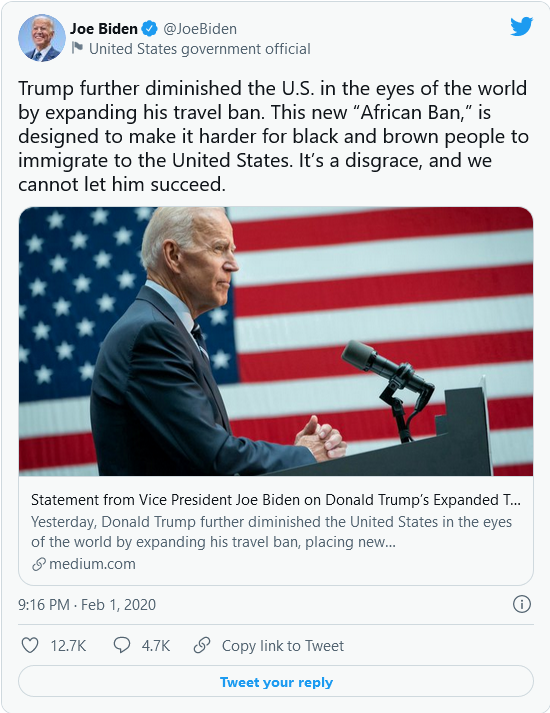 Joe Biden @JoeBiden
United States government official
Trump further diminished the U.S. in the eyes of the world
by expanding his travel ban. This new “African Ban,” is
designed to make it harder for black and brown people to
immigrate to the United States. It’s a disgrace, and we
cannot let him succeed.
Statement from Vice President Joe Biden on Donald Trump’s Expanded T...
Yesterday, Donald Trump further diminished the United States in the eyes
of the world by expanding his travel ban, placing new...
medium.com
9:16 PM · Feb 1, 2020
12.7K 4.7K Copy link to Tweet
Tweet your reply